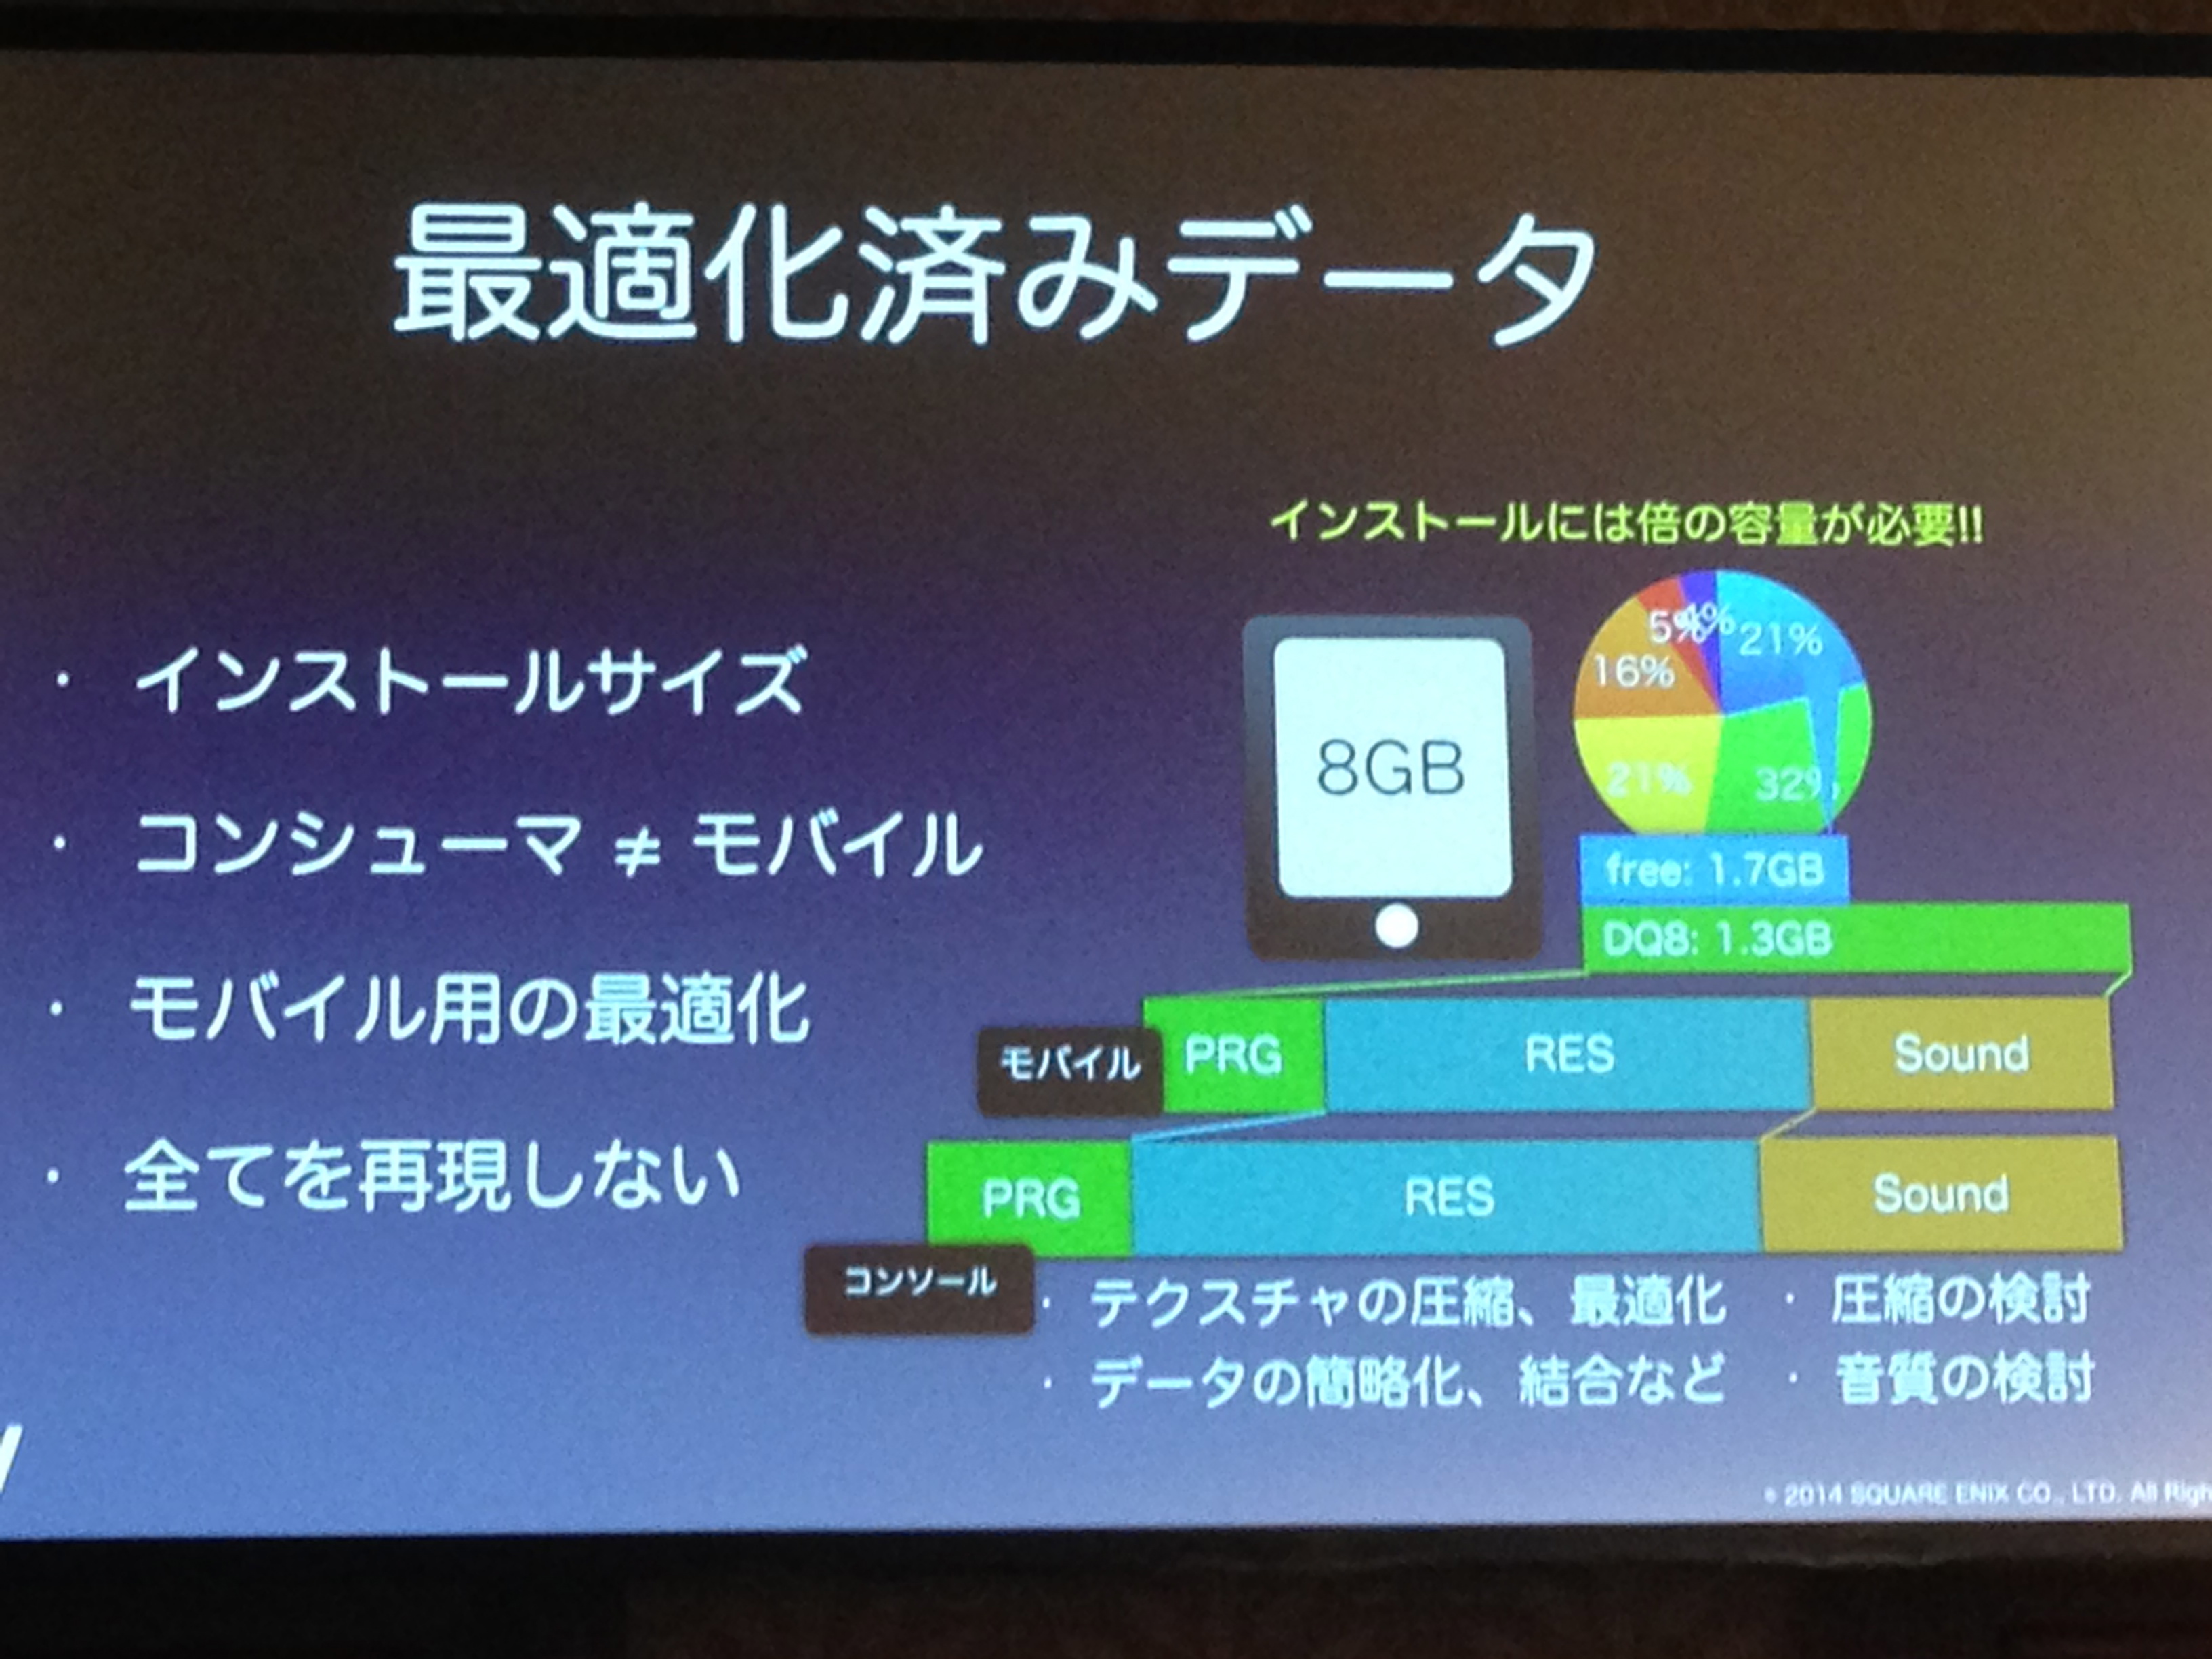 最適化済みデータ
・ インストールサイズ
・ コンシューマ ≠ モバイル
・ モバイル用の最適化
・ 全てを再現しない
インストールには倍の容量が必要!!
8GB
5%
4%
21%
16%
21%
32%
free: 1.7GB
DQ8: 1.3GB
モバイル
PRG
RES
Sound
PRG
RES
Sound
コンソール
・ テクスチャの圧縮、最適化
・ データの簡略化、結合など
・ 圧縮の検討
・ 音質の検討
© 2014 SQUARE ENIX CO., LTD. All Righ